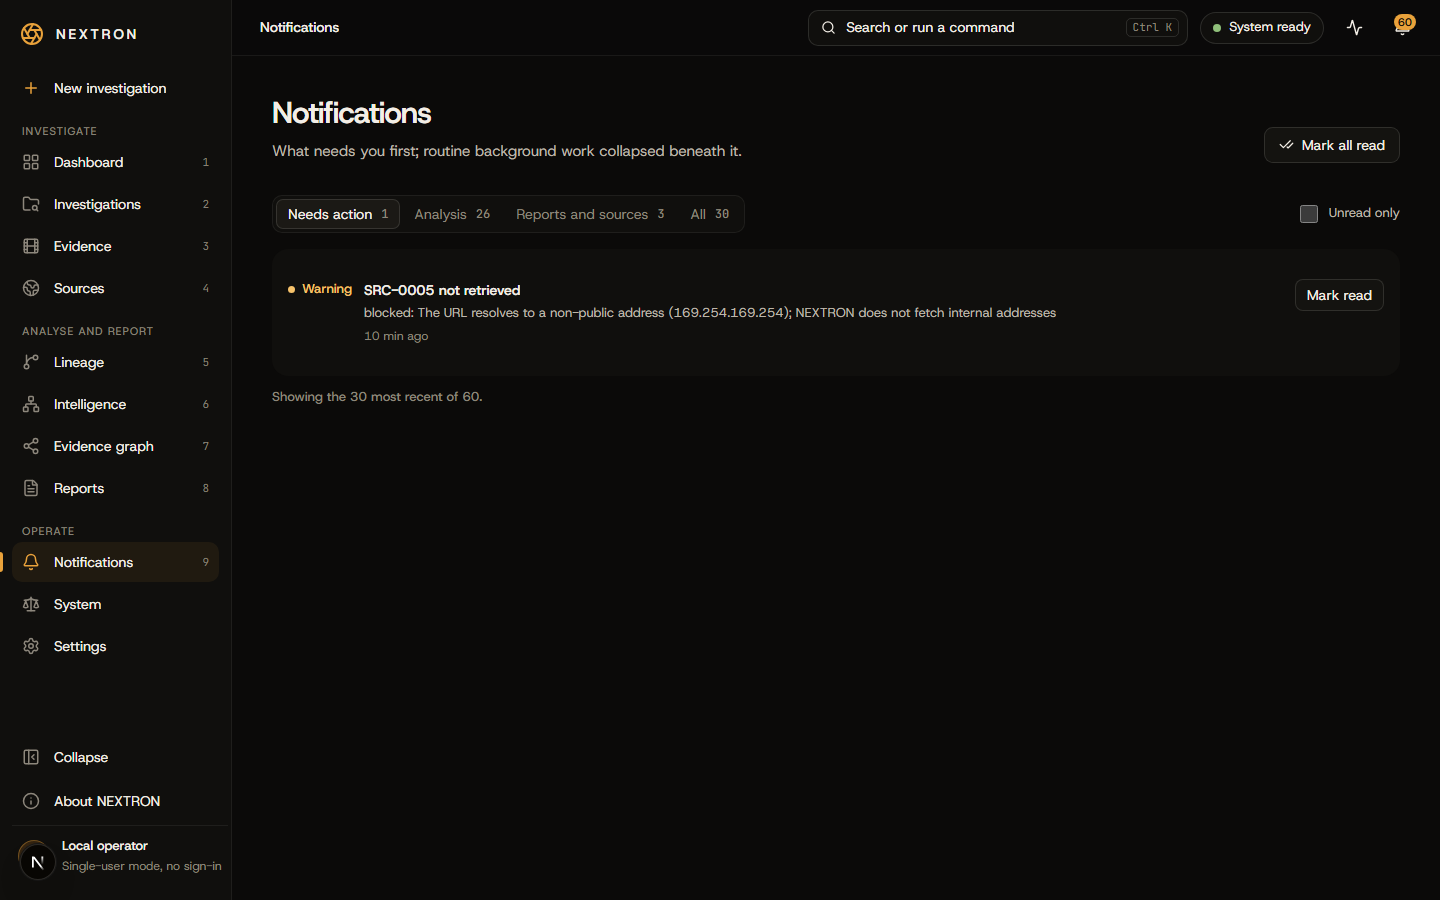 NEXTRON
New investigation
INVESTIGATE
Dashboard 1
Investigations 2
Evidence 3
Sources 4
ANALYSE AND REPORT
Lineage 5
Intelligence 6
Evidence graph 7
Reports 8
OPERATE
Notifications 9
System
Settings
Collapse
About NEXTRON
N
Local operator
Single-user mode, no sign-in
Notifications
Search or run a command Ctrl K
System ready
60
Notifications
What needs you first; routine background work collapsed beneath it.
Mark all read
Needs action 1 Analysis 26 Reports and sources 3 All 30
Unread only
Warning SRC-0005 not retrieved
blocked: The URL resolves to a non-public address (169.254.169.254); NEXTRON does not fetch internal addresses
10 min ago
Mark read
Showing the 30 most recent of 60.